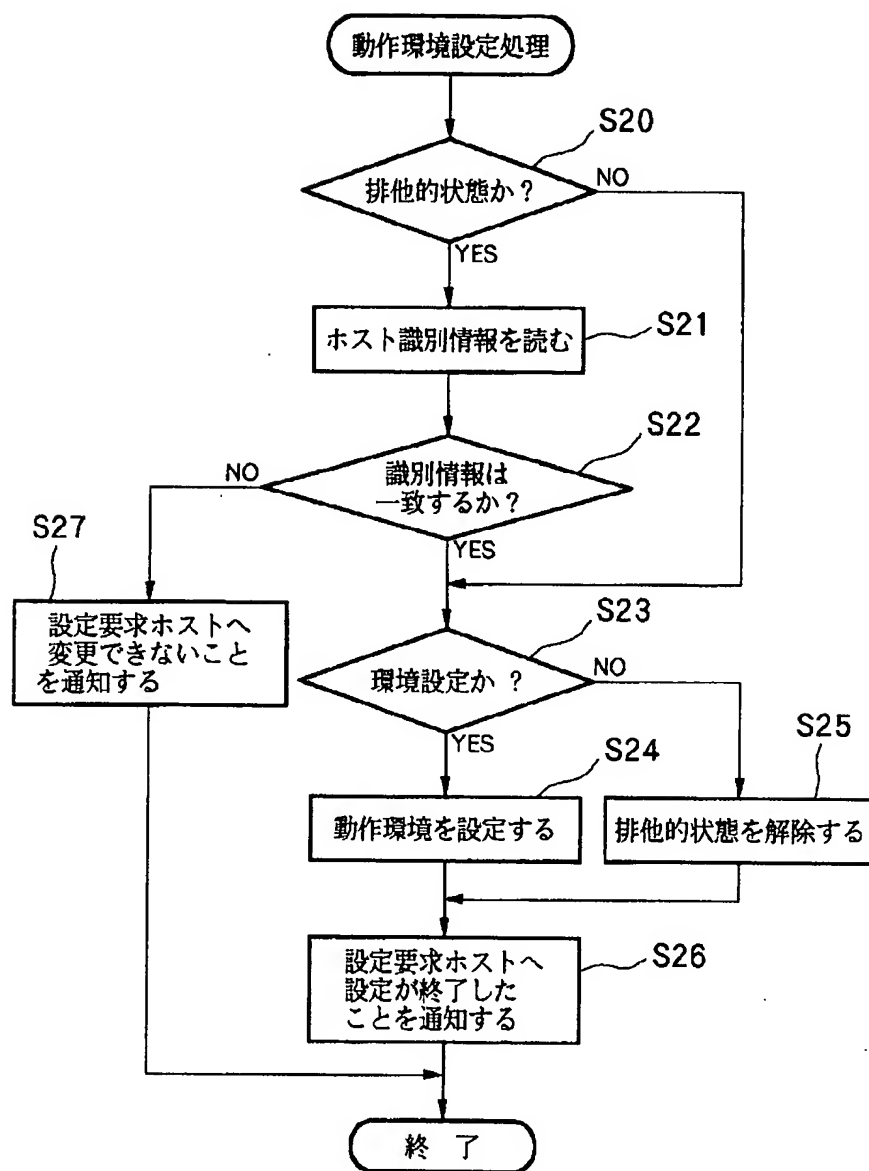 動作環境設定処理
S20
排他的状態か?
NO
YES
S21
ホスト識別情報を読む
S22
識別情報は
一致するか?
NO
YES
S27
設定要求ホストへ
変更できないこと
を通知する
S23
環境設定か ?
NO
YES
S24
動作環境を設定する
S25
排他的状態を解除する
S26
設定要求ホストへ
設定が終了した
ことを通知する
終 了